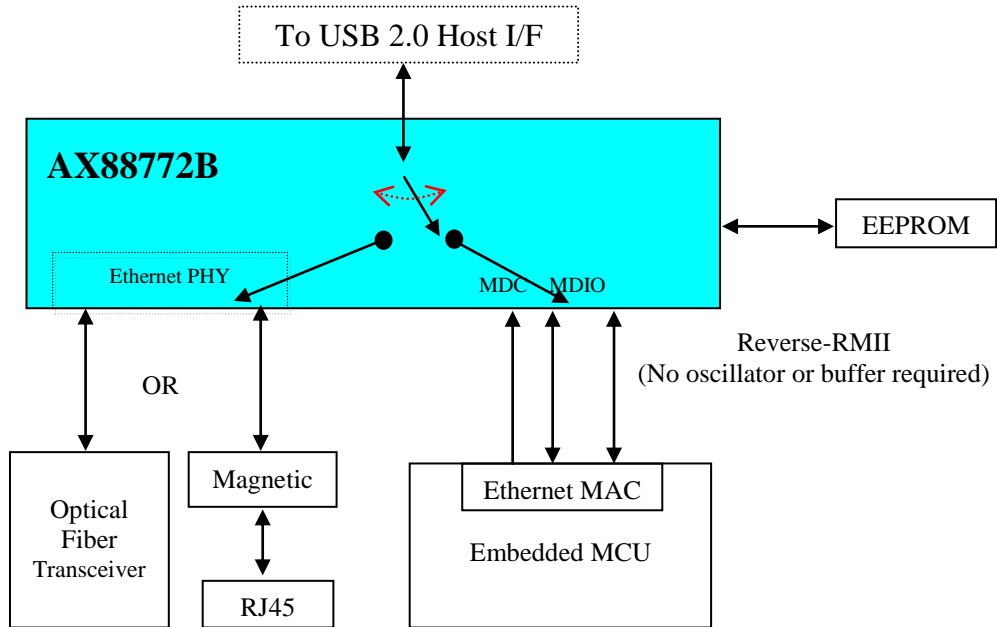 To USB 2.0 Host I/F
AX88772B
EEPROM
Ethernet PHY
MDC MDIO
Reverse-RMII
(No oscillator or buffer required)
OR
Magnetic
Ethernet MAC
Optical
Fiber
Transceiver
Embedded MCU
RJ45